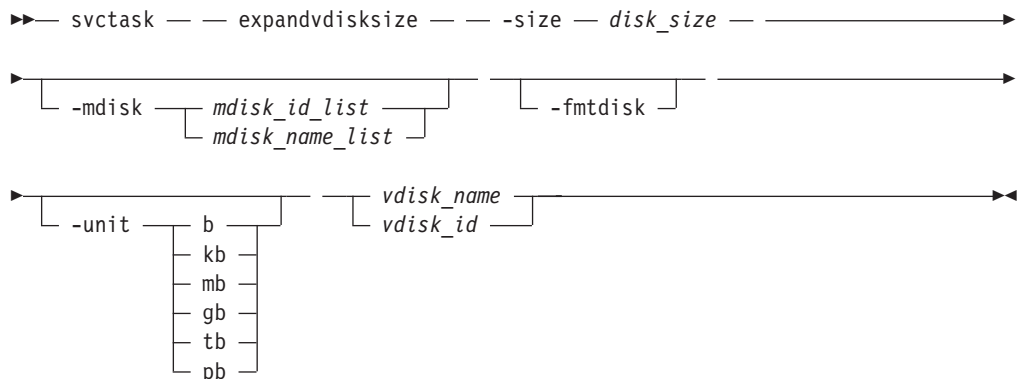 svctask expandvdisksize -size disk_size
-mdisk mdisk_id_list -fmtdisk
mdisk_name_list
vdisk_name
-unit b vdisk_id
kb
mb
gb
tb
pb